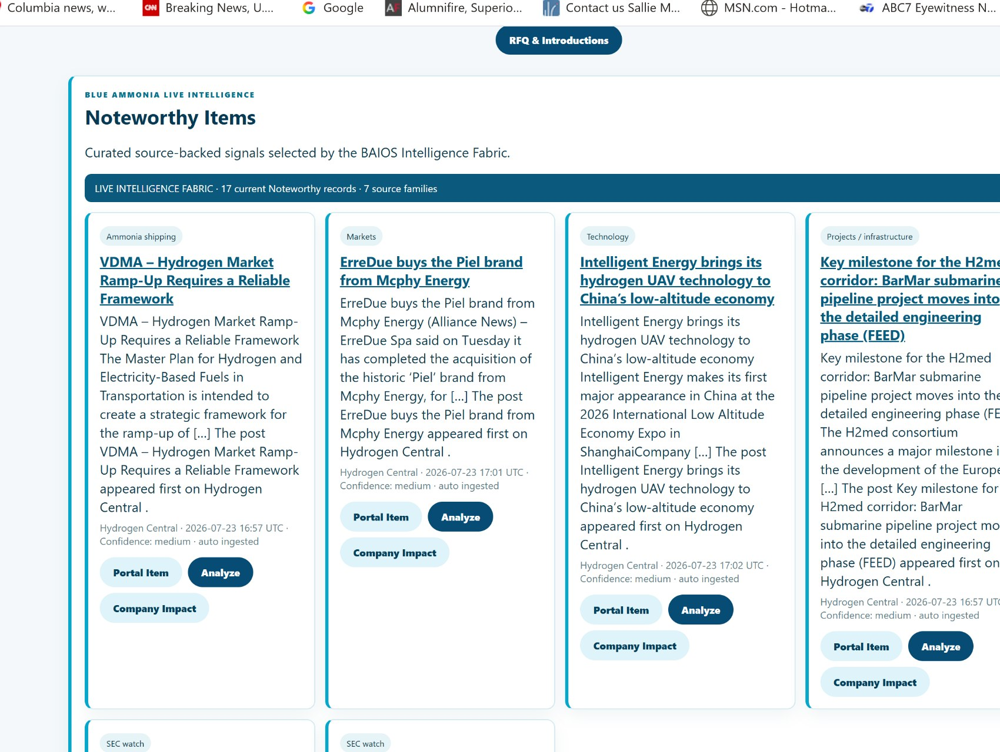 Columbia news, w...
CNN Breaking News, U....
Google
AF Alumnifire, Superio...
Contact us Sallie M...
MSN.com - Hotma...
ABC7 Eyewitness N...
RFQ & Introductions
BLUE AMMONIA LIVE INTELLIGENCE
Noteworthy Items
Curated source-backed signals selected by the BAIOS Intelligence Fabric.
LIVE INTELLIGENCE FABRIC · 17 current Noteworthy records · 7 source families
Ammonia shipping
VDMA – Hydrogen Market
Ramp-Up Requires a Reliable
Framework
VDMA – Hydrogen Market Ramp-
Up Requires a Reliable Framework
The Master Plan for Hydrogen and
Electricity-Based Fuels in
Transportation is intended to
create a strategic framework for
the ramp-up of [...] The post
VDMA – Hydrogen Market Ramp-
Up Requires a Reliable Framework
appeared first on Hydrogen
Central .
Hydrogen Central · 2026-07-23 16:57 UTC ·
Confidence: medium · auto ingested
Portal Item
Analyze
Company Impact
Markets
ErreDue buys the Piel brand
from Mcphy Energy
ErreDue buys the Piel brand from
Mcphy Energy (Alliance News) –
ErreDue Spa said on Tuesday it
has completed the acquisition of
the historic ‘Piel’ brand from
Mcphy Energy, for [...] The post
ErreDue buys the Piel brand from
Mcphy Energy appeared first on
Hydrogen Central .
Hydrogen Central · 2026-07-23 17:01 UTC ·
Confidence: medium · auto ingested
Portal Item
Analyze
Company Impact
Technology
Intelligent Energy brings its
hydrogen UAV technology to
China’s low-altitude economy
Intelligent Energy brings its
hydrogen UAV technology to
China’s low-altitude economy
Intelligent Energy makes its first
major appearance in China at the
2026 International Low Altitude
Economy Expo in
ShanghaiCompany [...] The post
Intelligent Energy brings its
hydrogen UAV technology to
China’s low-altitude economy
appeared first on Hydrogen
Central .
Hydrogen Central · 2026-07-23 17:02 UTC ·
Confidence: medium · auto ingested
Portal Item
Analyze
Company Impact
Projects / infrastructure
Key milestone for the H2me
corridor: BarMar submarine
pipeline project moves into
the detailed engineering
phase (FEED)
Key milestone for the H2med
corridor: BarMar submarine
pipeline project moves into the
detailed engineering phase (FE
The H2med consortium
announces a major milestone i
the development of the Europe
[...] The post Key milestone for
H2med corridor: BarMar
submarine pipeline project mo
into the detailed engineering
phase (FEED) appeared first on
Hydrogen Central .
Hydrogen Central · 2026-07-23 16:57 UTC
Confidence: medium · auto ingested
Portal Item
Analyze
Company Impact
SEC watch
SEC watch